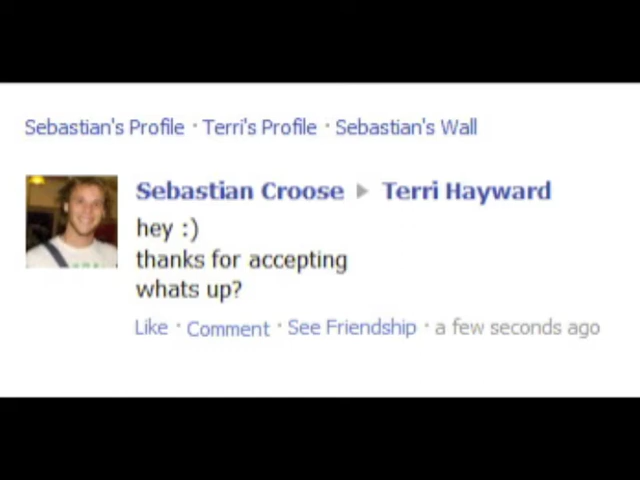 Sebastian's Profile · Terri's Profile · Sebastian's Wall
Sebastian Croose ▶ Terri Hayward
hey :)
thanks for accepting
whats up?
Like · Comment · See Friendship · a few seconds ago